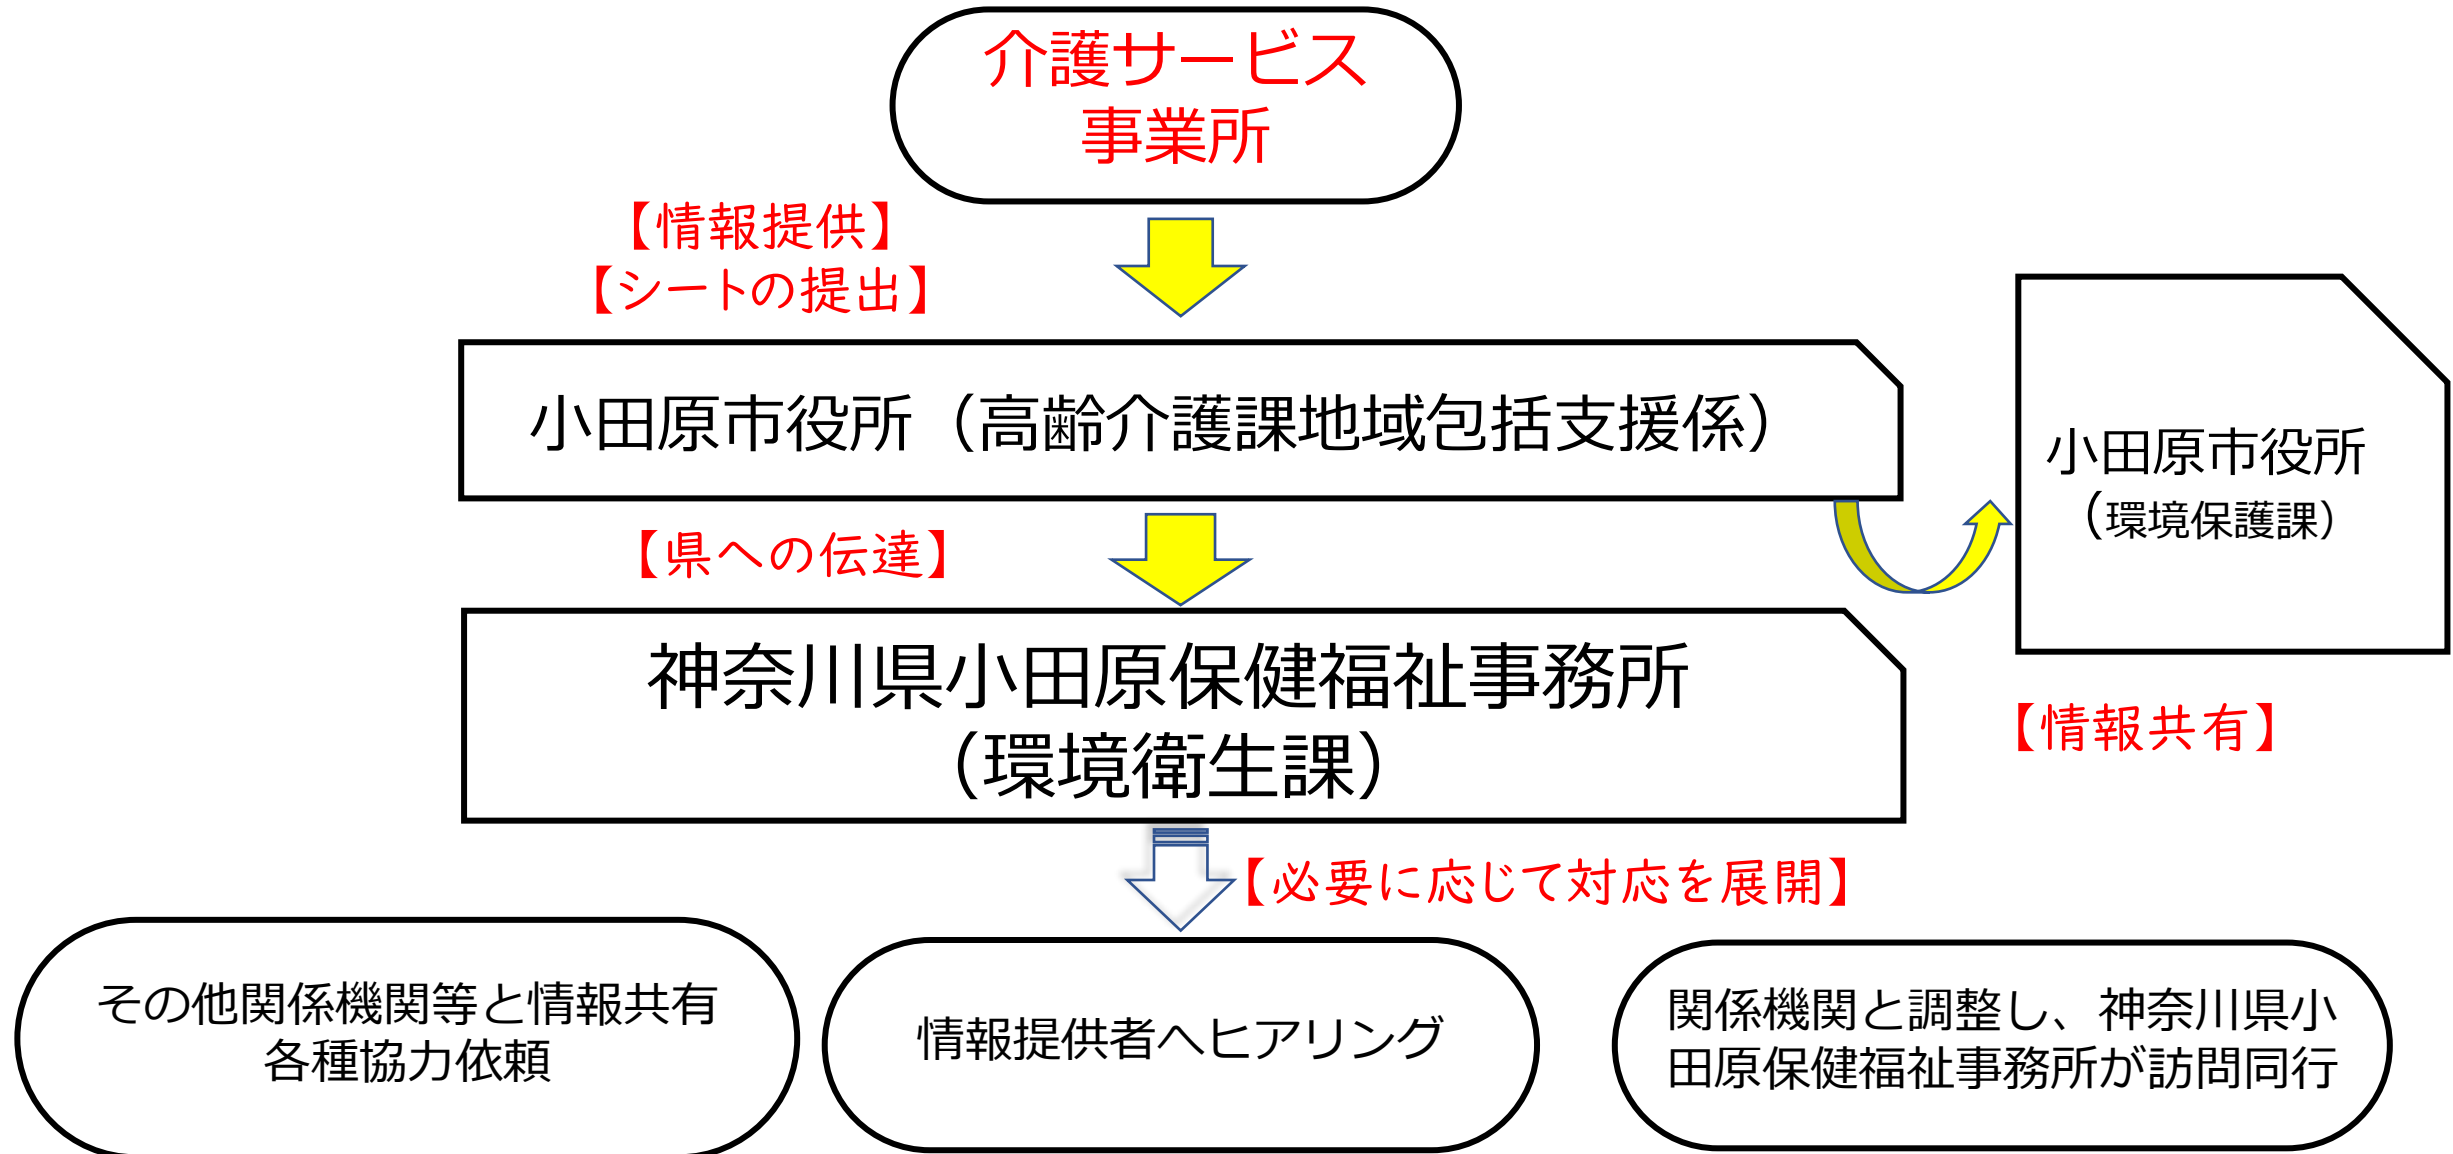 介護サービス
事業所
【情報提供】
【シートの提出】
小田原市役所（高齢介護課地域包括支援係）
小田原市役所
（環境保護課）
【県への伝達】
神奈川県小田原保健福祉事務所
（環境衛生課）
【情報共有】
【必要に応じて対応を展開】
その他関係機関等と情報共有
各種協力依頼
情報提供者へヒアリング
関係機関と調整し、神奈川県小
田原保健福祉事務所が訪問同行